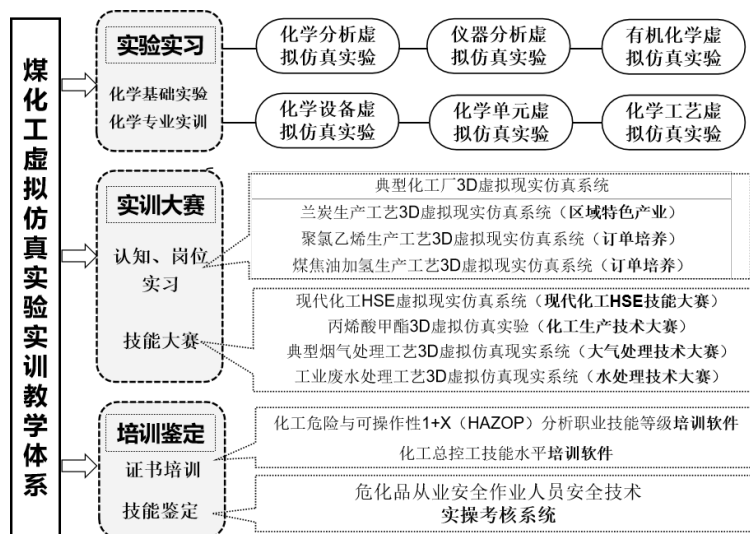 煤化工虚拟仿真实验实训教学体系
实验实习
化学基础实验
化学专业实训
化学分析虚
拟仿真实验
仪器分析虚
拟仿真实验
有机化学虚
拟仿真实验
化学设备虚
拟仿真实验
化学单元虚
拟仿真实验
化学工艺虚
拟仿真实验
实训大赛
认知、岗位
实习
技能大赛
典型化工厂3D虚拟现实仿真系统
兰炭生产工艺3D虚拟现实仿真系统（区域特色产业）
聚氯乙烯生产工艺3D虚拟现实仿真系统（订单培养）
煤焦油加氢生产工艺3D虚拟现实仿真系统（订单培养）
现代化工HSE虚拟现实仿真系统（现代化工HSE技能大赛）
丙烯酸甲酯3D虚拟仿真实验（化工生产技术大赛）
典型烟气处理工艺3D虚拟仿真现实系统（大气处理技术大赛）
工业废水处理工艺3D虚拟仿真现实系统（水处理技术大赛）
培训鉴定
证书培训
技能鉴定
化工危险与可操作性1+X（HAZOP）分析职业技能等级培训软件
化工总控工技能水平培训软件
危化品从业安全作业人员安全技术
实操考核系统